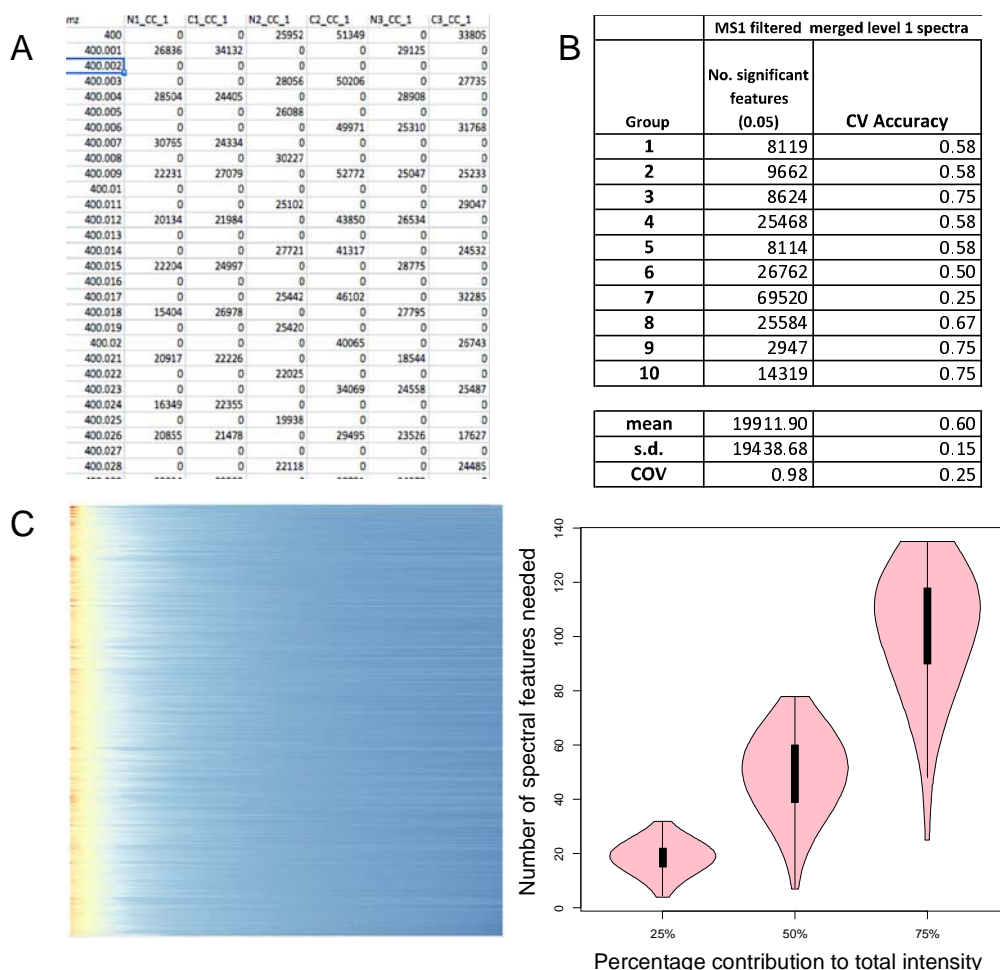 A
mz N1_CC_1 C1_CC_1 N2_CC_1 C2_CC_1 N3_CC_1 C3_CC_1
400 0 0 25952 51349 0 33805
400.001 26836 34132 0 0 29125 0
400.002 0 0 0 0 0 0
400.003 0 0 28056 50206 0 27735
400.004 28504 24405 0 0 28908 0
400.005 0 0 26088 0 0 0
400.006 0 0 0 49971 25310 31768
400.007 30765 24334 0 0 0 0
400.008 0 0 30227 0 0 0
400.009 22231 27079 0 52772 25047 25233
400.01 0 0 0 0 0 0
400.011 0 0 25102 0 0 29047
400.012 20134 21984 0 43850 26534 0
400.013 0 0 0 0 0 0
400.014 0 0 27721 41317 0 24532
400.015 22204 24997 0 0 28775 0
400.016 0 0 0 0 0 0
400.017 0 0 25442 46102 0 32285
400.018 15404 26978 0 0 27795 0
400.019 0 0 25420 0 0 0
400.02 0 0 0 40065 0 26743
400.021 20917 22226 0 0 18544 0
400.022 0 0 22025 0 0 0
400.023 0 0 0 34069 24558 25487
400.024 16349 22355 0 0 0 0
400.025 0 0 19938 0 0 0
400.026 20855 21478 0 29495 23526 17627
400.027 0 0 0 0 0 0
400.028 0 0 22118 0 0 24485
B
MS1 filtered merged level 1 spectra
No. significant
features
Group (0.05) CV Accuracy
1 8119 0.58
2 9662 0.58
3 8624 0.75
4 25468 0.58
5 8114 0.58
6 26762 0.50
7 69520 0.25
8 25584 0.67
9 2947 0.75
10 14319 0.75
mean 19911.90 0.60
s.d. 19438.68 0.15
COV 0.98 0.25
C
Number of spectral features needed
140
120
100
80
60
40
20
0
25% 50% 75%
Percentage contribution to total intensity